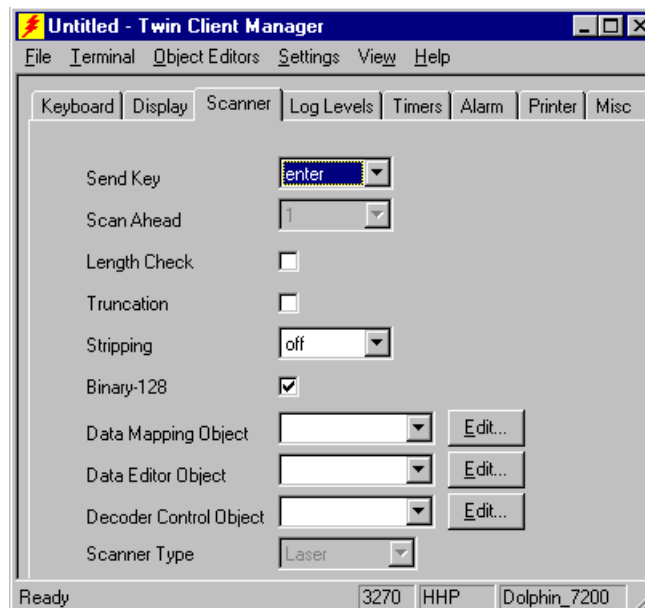 Untitled - Twin Client Manager
File Terminal Object Editors Settings View Help
Keyboard Display Scanner Log Levels Timers Alarm Printer Misc
Send Key enter
Scan Ahead 1
Length Check
Truncation
Stripping off
Binary-128
Data Mapping Object Edit...
Data Editor Object Edit...
Decoder Control Object Edit...
Scanner Type Laser
Ready 3270 HHP Dolphin_7200